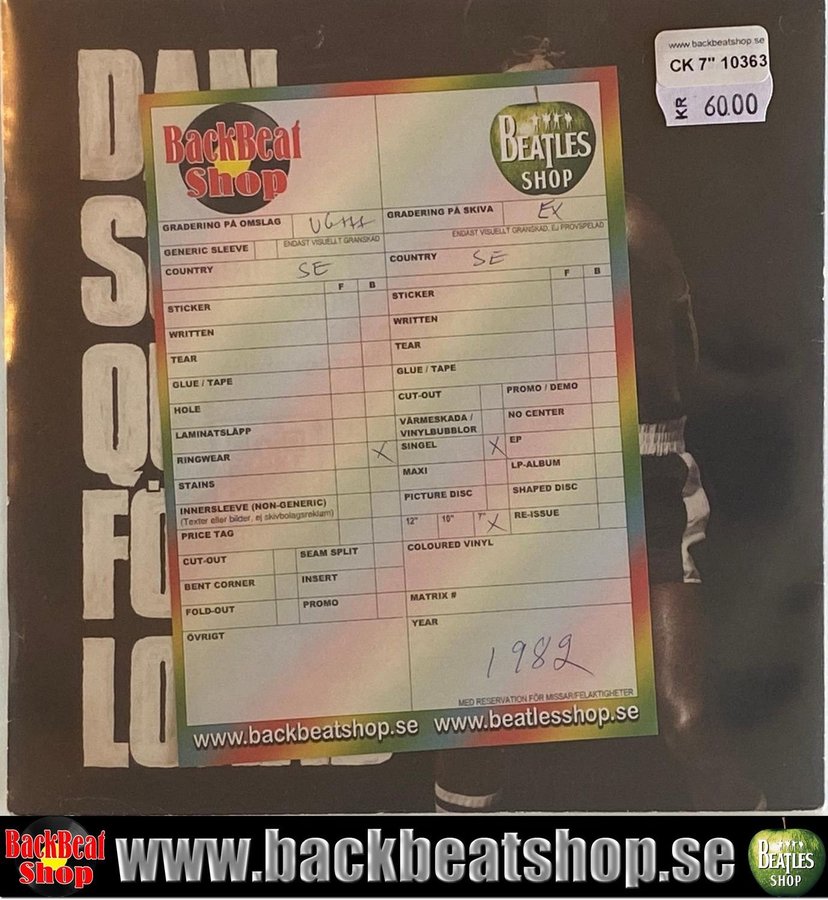 DAN
www.backbeatshop.se
CK 7" 10363
KR 60.00
BackBeat
Shop
BEATLES
SHOP
GRADERING PÅ OMSLAG VG+++
ENDAST VISUELLT GRANSKAD
GENERIC SLEEVE
COUNTRY SE
F B
STICKER
WRITTEN
TEAR
GLUE / TAPE
HOLE
LAMINATSLÄPP
RINGWEAR X
STAINS
INNERSLEEVE (NON-GENERIC)
(Texter eller bilder, ej skivbolagsreklam)
PRICE TAG
CUT-OUT SEAM SPLIT
BENT CORNER INSERT
FOLD-OUT PROMO
ÖVRIGT
GRADERING PÅ SKIVA EX
ENDAST VISUELLT GRANSKAD, EJ PROVSPELAD
COUNTRY SE
F B
STICKER
WRITTEN
TEAR
GLUE / TAPE
CUT-OUT PROMO / DEMO
VÄRMESKADA /
VINYLBUBBLOR NO CENTER
SINGEL X EP
MAXI LP-ALBUM
PICTURE DISC SHAPED DISC
12" 10" 7" X RE-ISSUE
COLOURED VINYL
MATRIX #
YEAR
1982
MED RESERVATION FÖR MISSAR/FELAKTIGHETER
www.backbeatshop.se www.beatlesshop.se
BackBeat
Shop
www.backbeatshop.se
BEATLES
SHOP